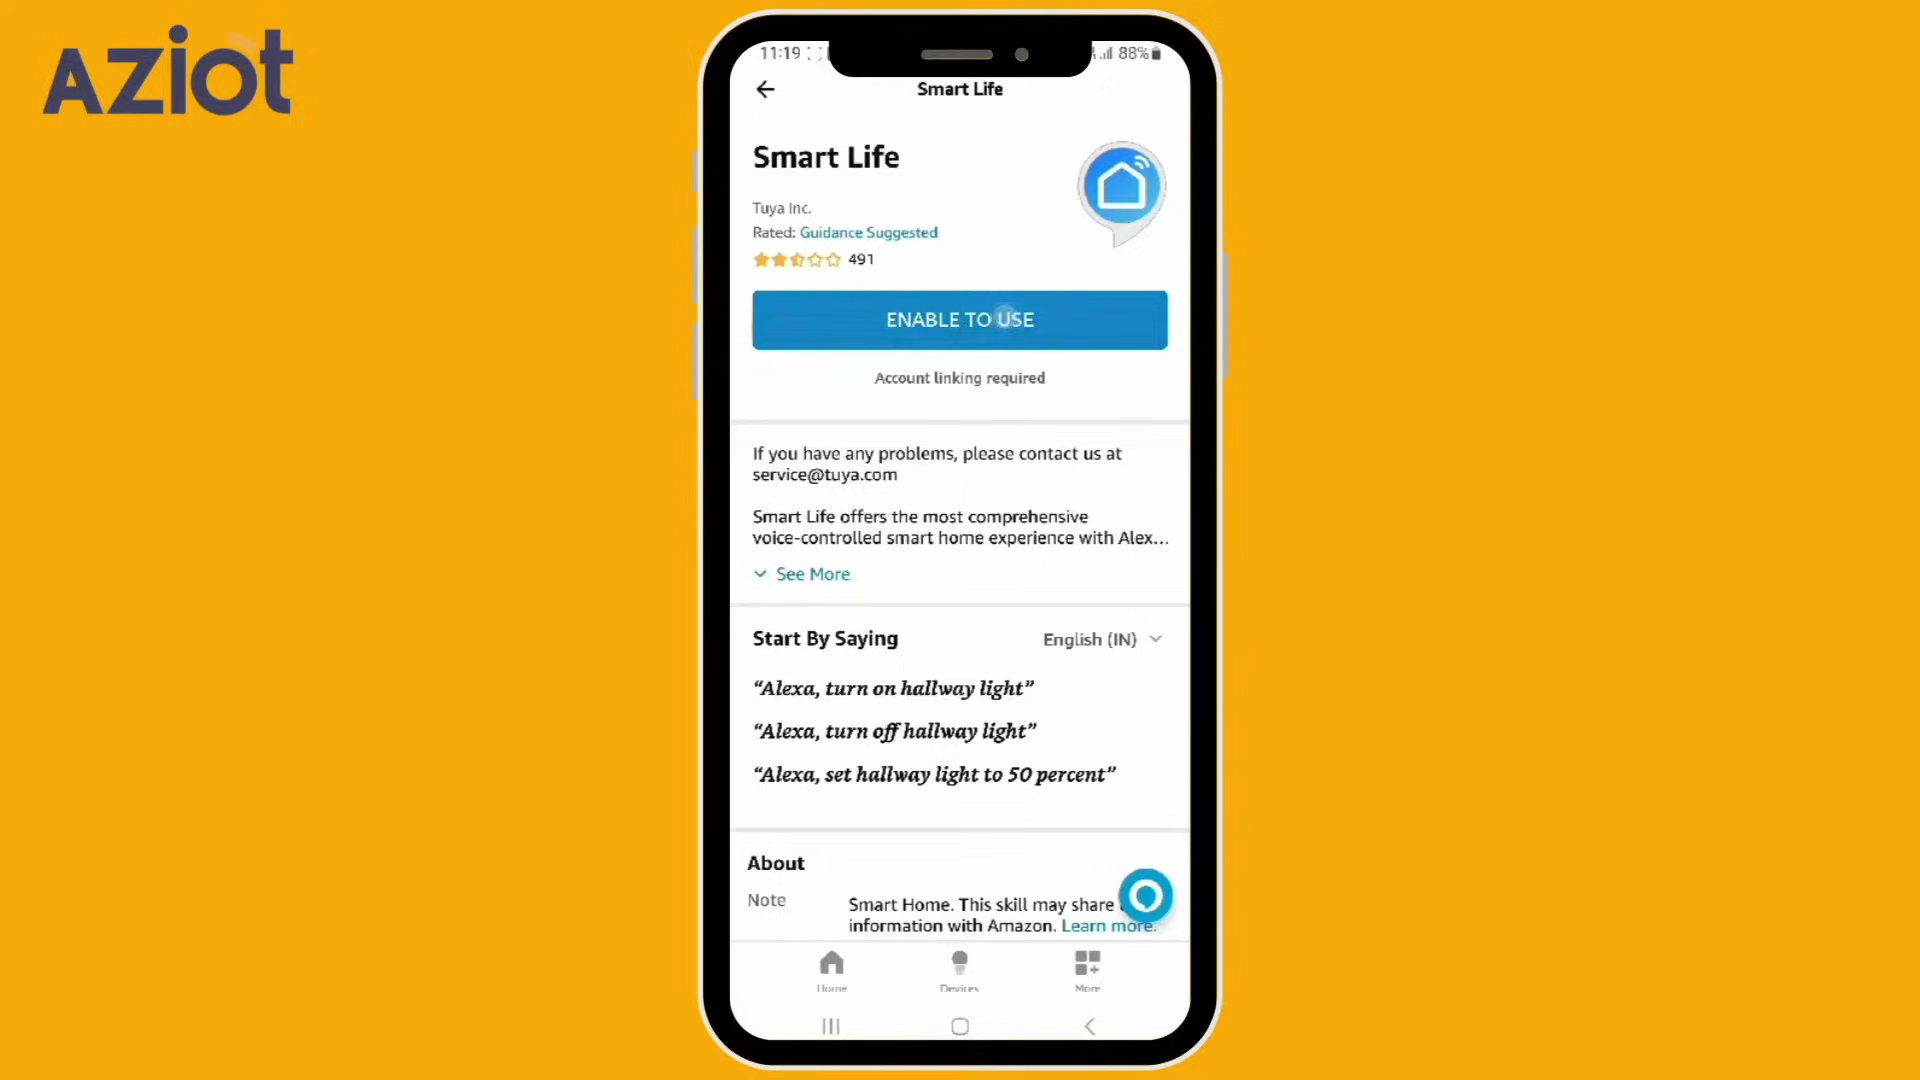 Aziot
11:19
88%
Smart Life
Smart Life
Tuya Inc.
Rated: Guidance Suggested
491
ENABLE TO USE
Account linking required
If you have any problems, please contact us at
service@tuya.com
Smart Life offers the most comprehensive
voice-controlled smart home experience with Alex...
See More
Start By Saying
English (IN)
“Alexa, turn on hallway light”
“Alexa, turn off hallway light”
“Alexa, set hallway light to 50 percent”
About
Note
Smart Home. This skill may share
information with Amazon. Learn more.
Home
Devices
More